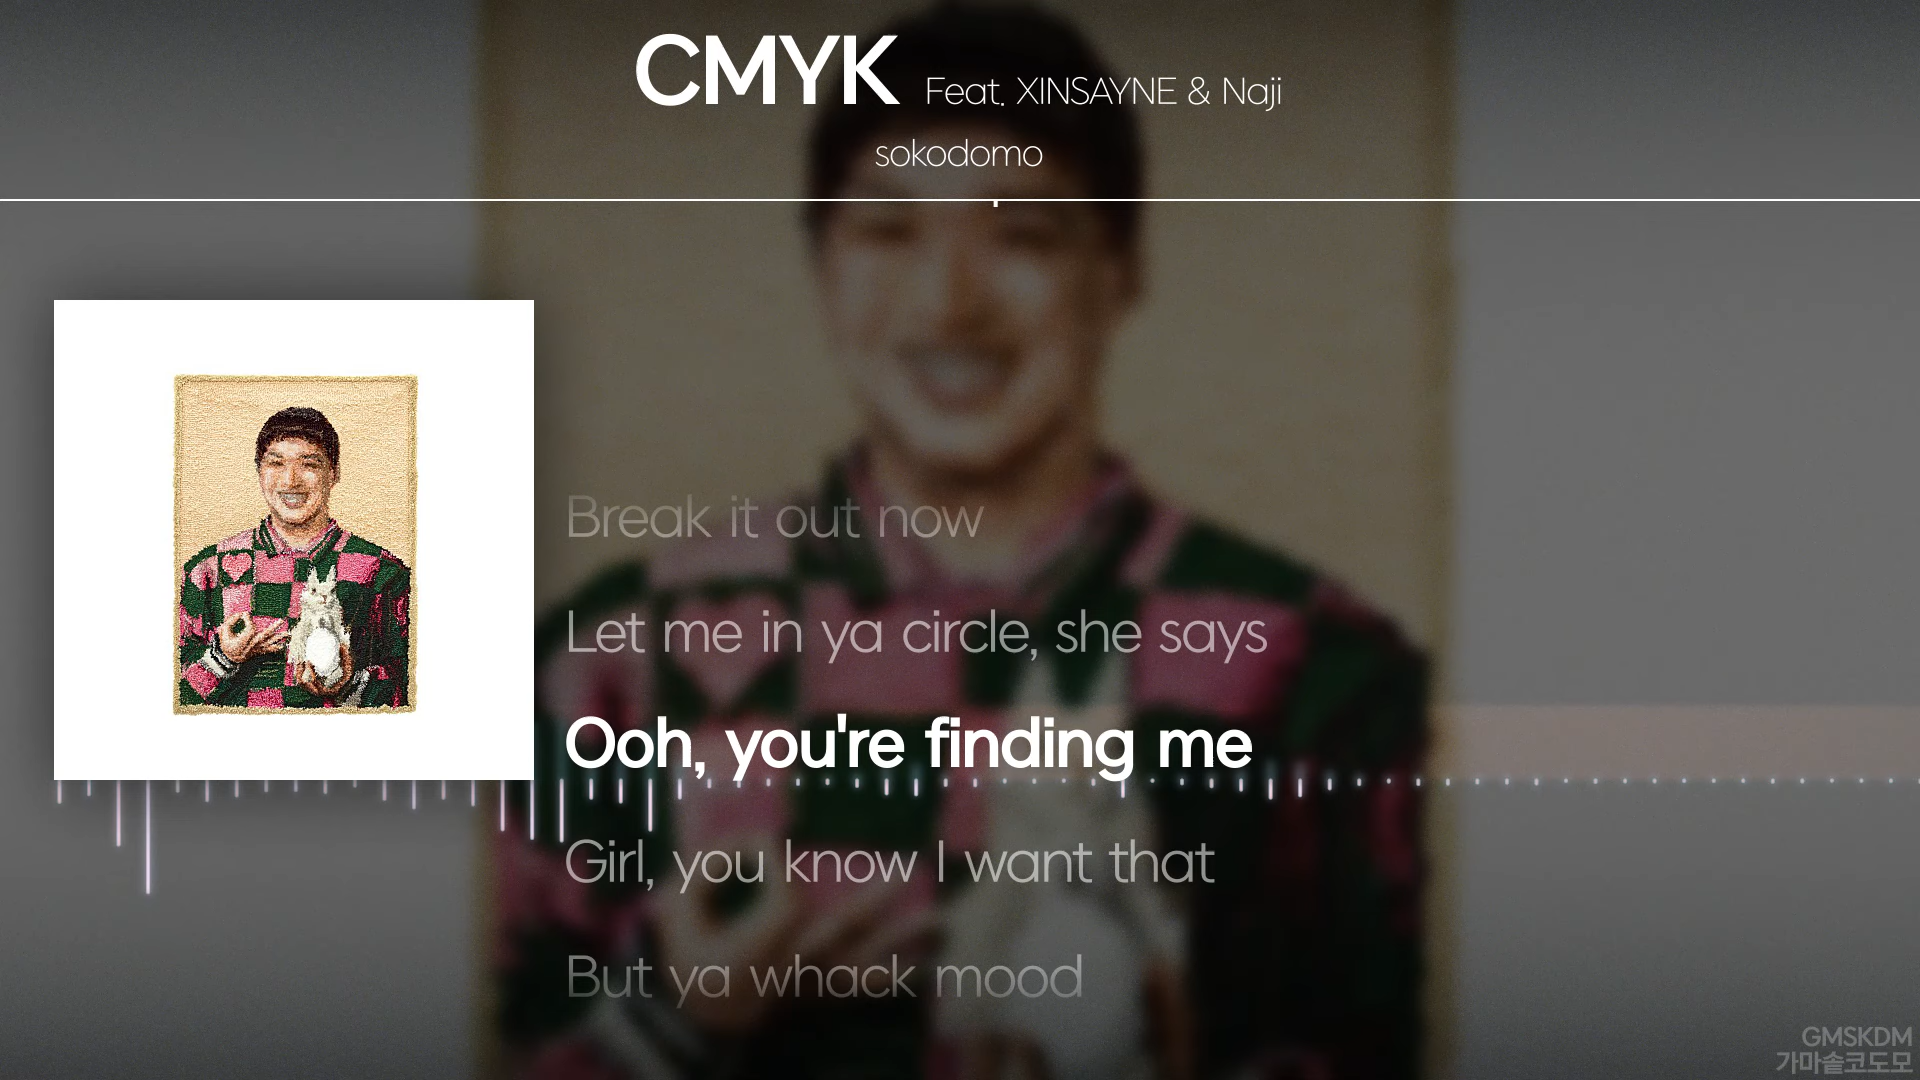 CMYK Feat. XINSAYNE & Naji
sokodomo
Break it out now
Let me in ya circle, she says
Ooh, you're finding me
Girl, you know I want that
But ya whack mood
GMSKDM
가마솥코도모